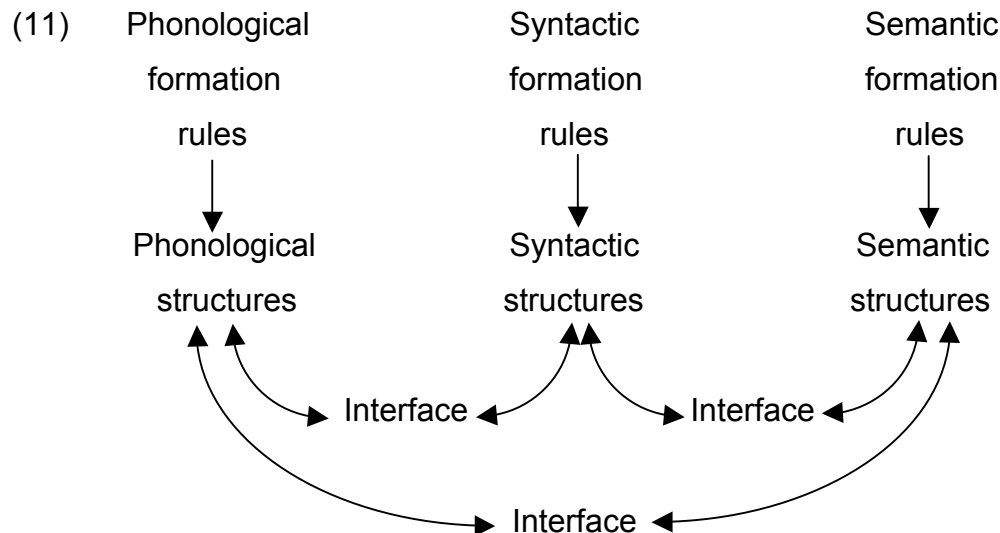 (11) Phonological Syntactic Semantic
formation formation formation
rules rules rules
Phonological Syntactic Semantic
structures structures structures
Interface Interface
Interface